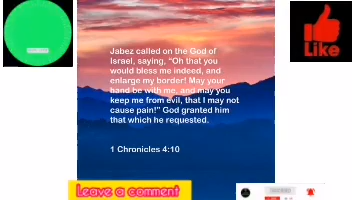 Jabez called on the God of
Israel, saying, “Oh that you
would bless me indeed, and
enlarge my border! May your
hand be with me, and may you
keep me from evil, that I may not
cause pain!” God granted him
that which he requested.
1 Chronicles 4:10
Like
Leave a comment